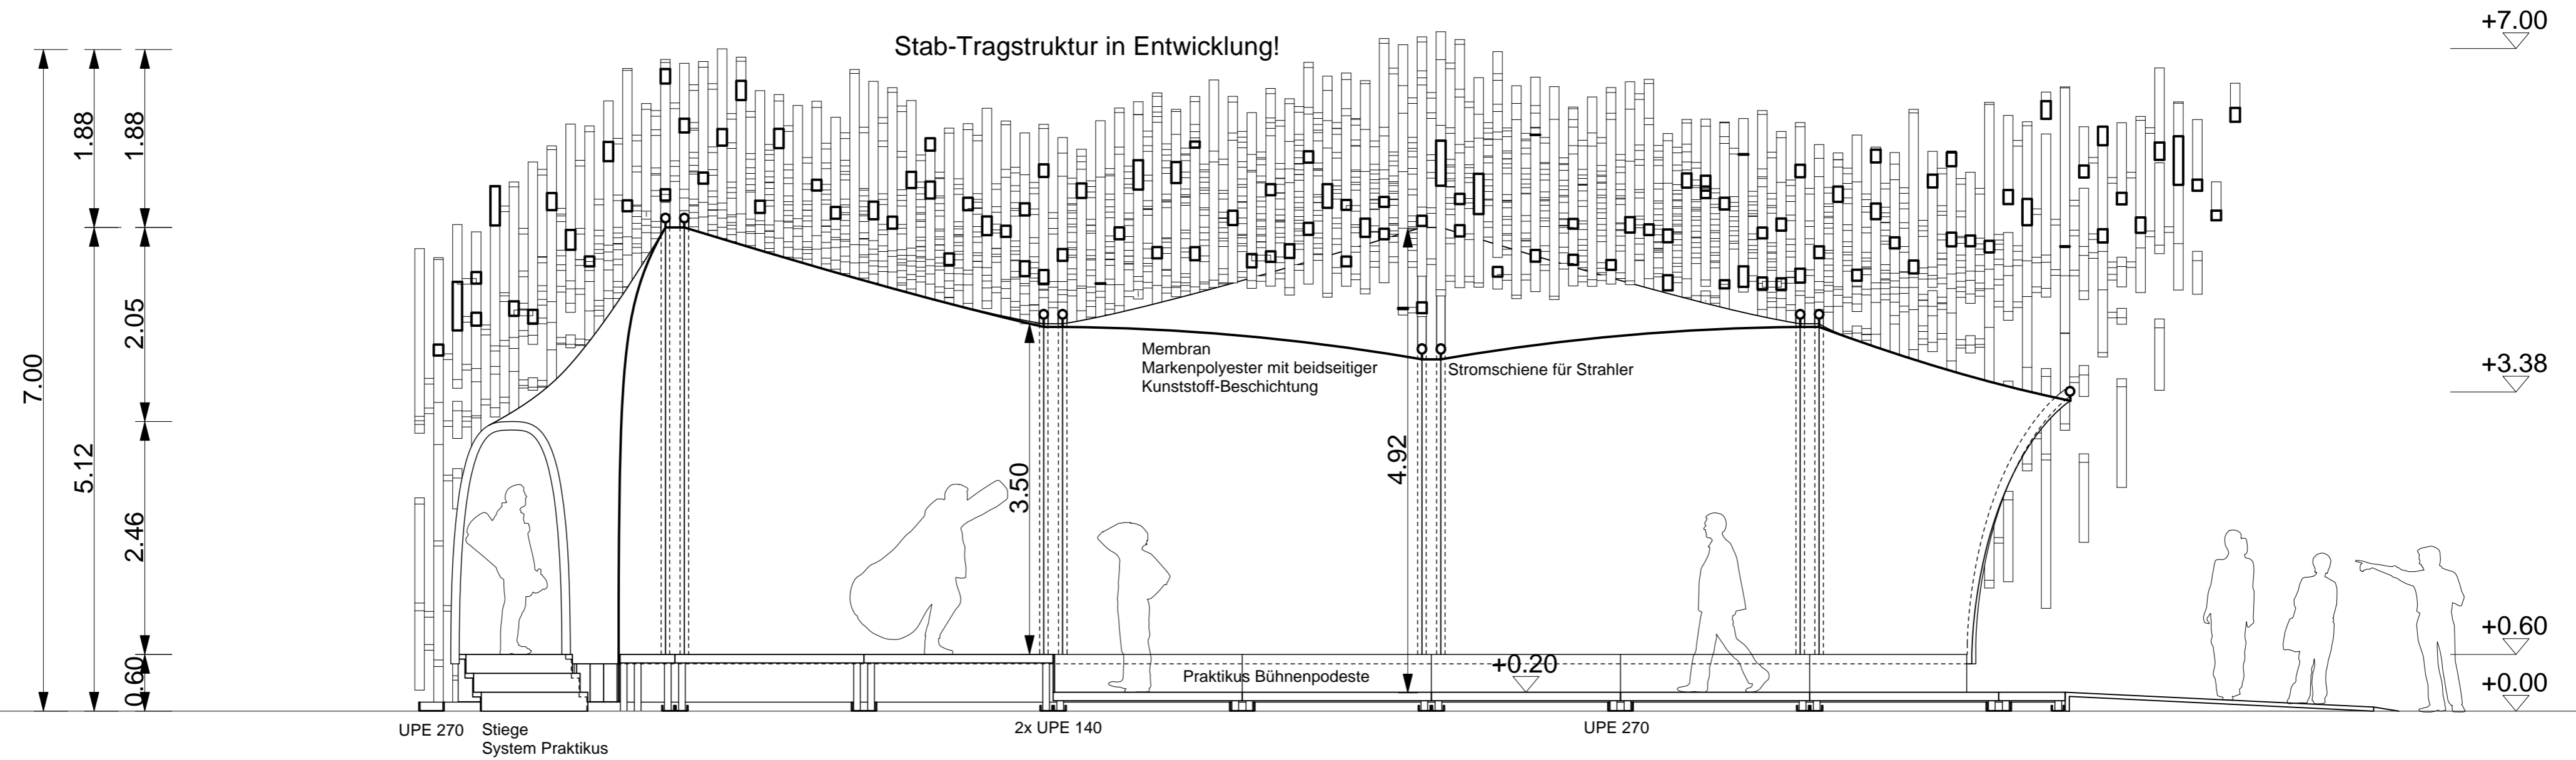 Stab-Tragstruktur in Entwicklung!
+7.00
1.88
1.88
7.00
5.12
2.05
2.46
0.60
Membran
Markenpolyester mit beidseitiger
Kunststoff-Beschichtung
Stromschiene für Strahler
+3.38
3.50
4.92
+0.60
+0.20
Praktikus Bühnenpodeste
+0.00
UPE 270
Stiege
System Praktikus
2x UPE 140
UPE 270